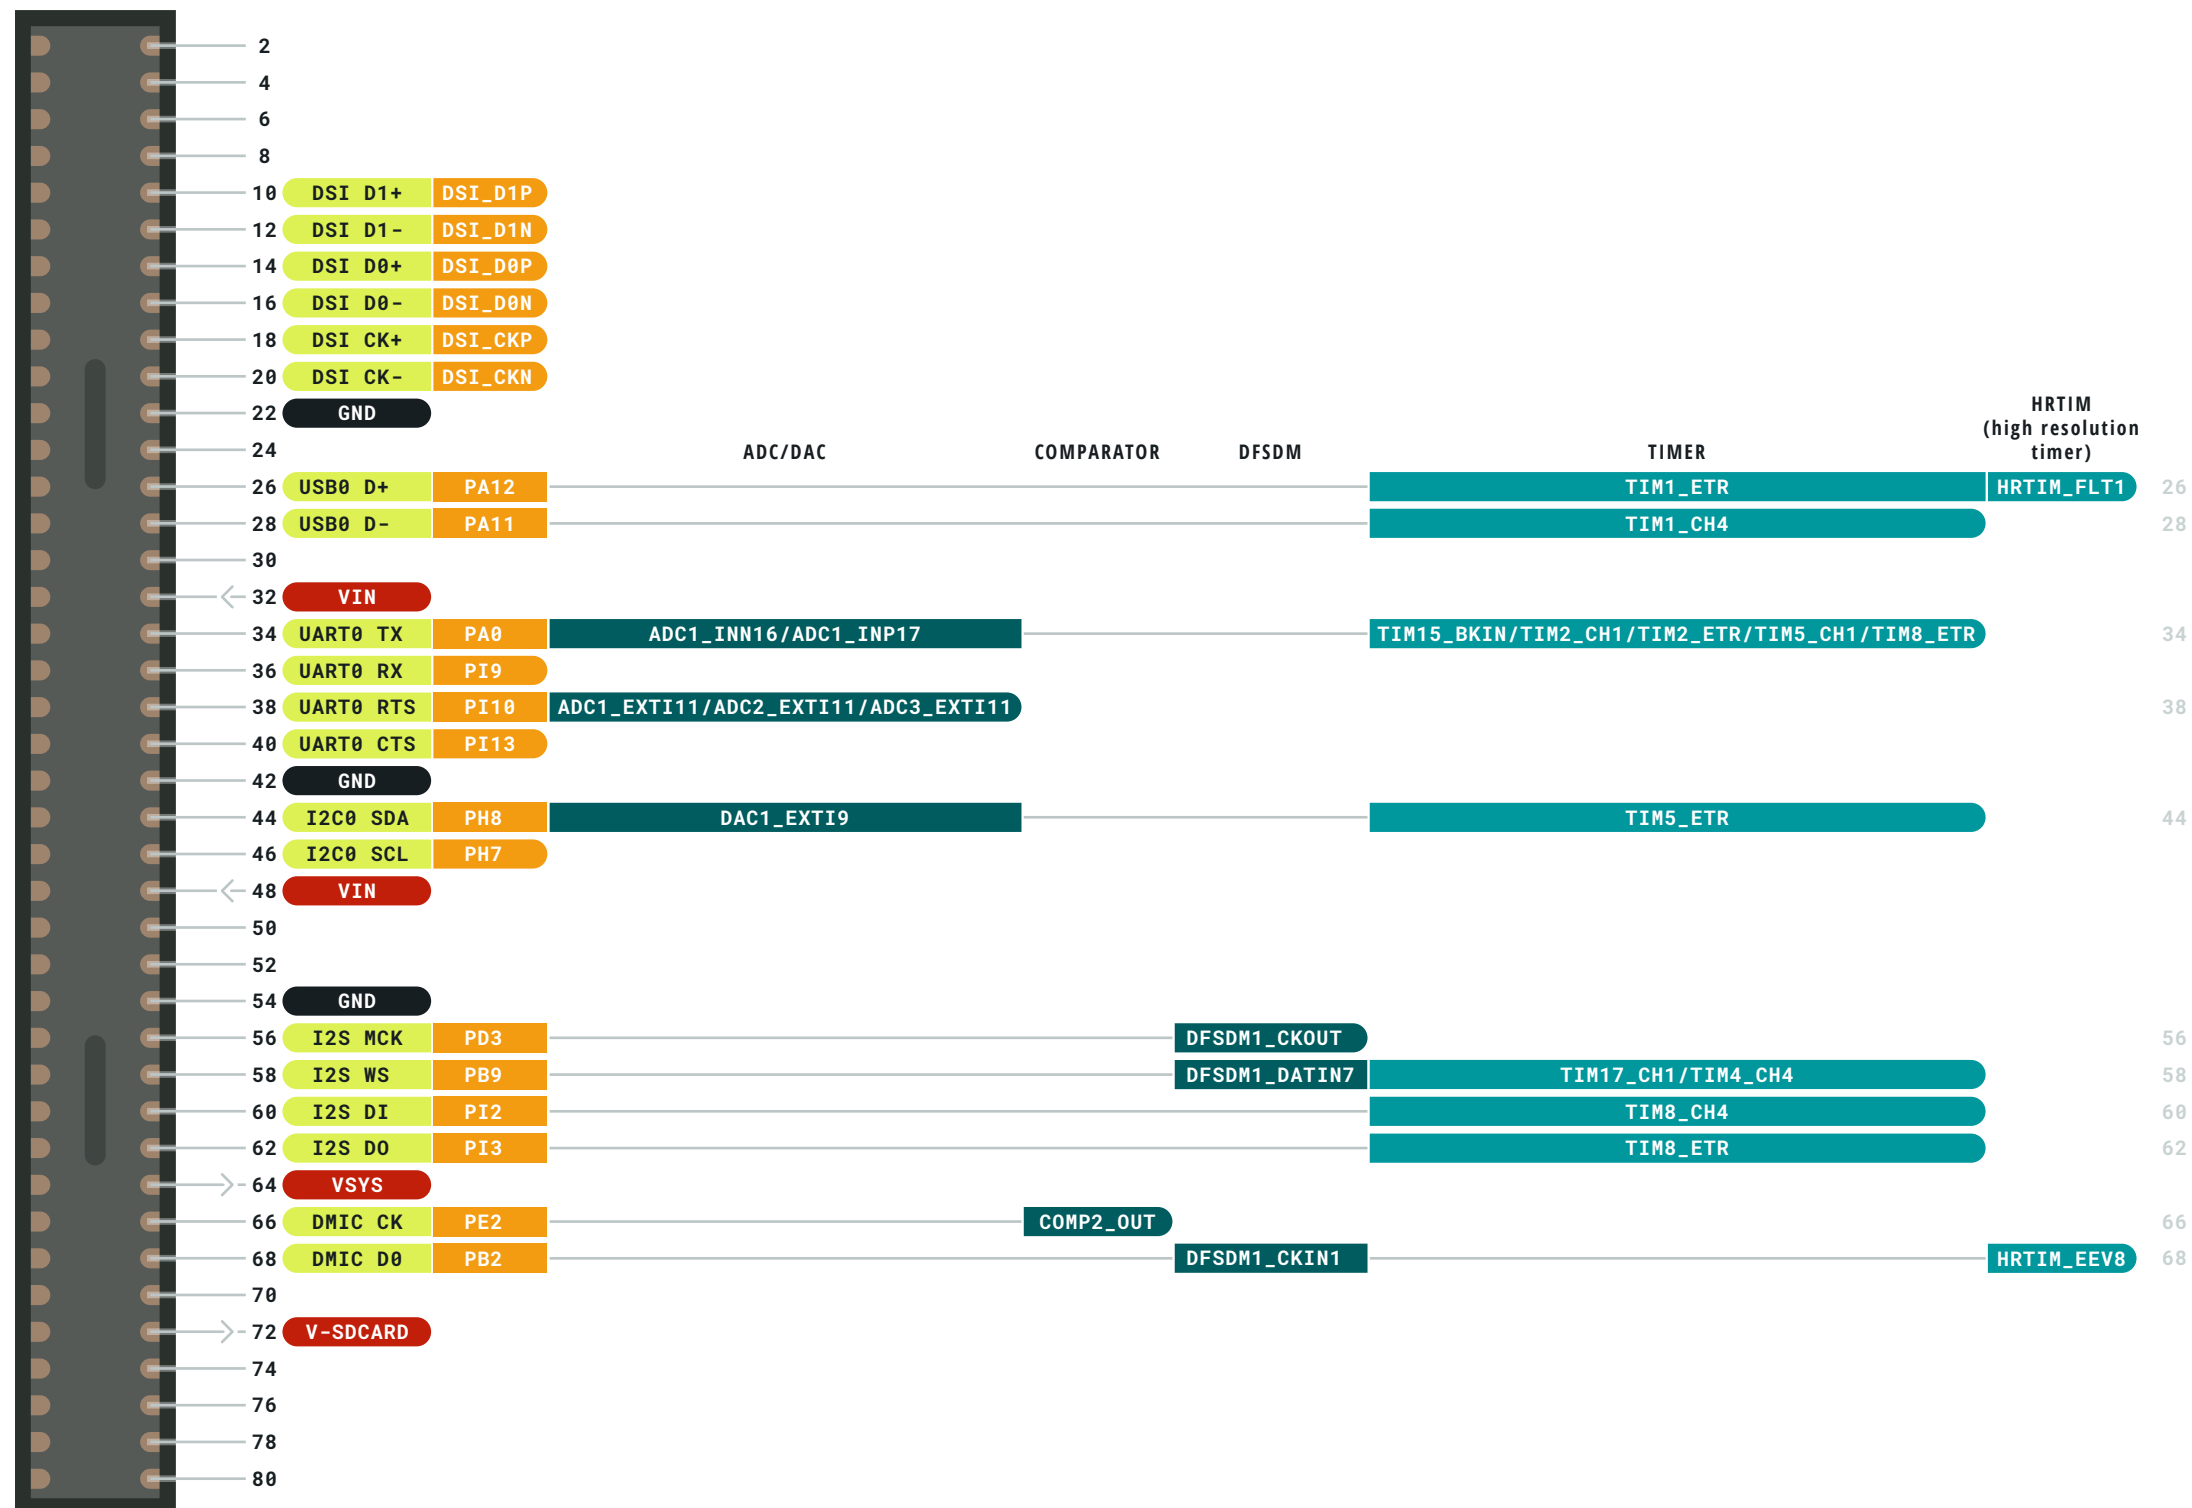 2
4
6
8
10 DSI D1+ DSI_D1P
12 DSI D1- DSI_D1N
14 DSI D0+ DSI_D0P
16 DSI D0- DSI_D0N
18 DSI CK+ DSI_CKP
20 DSI CK- DSI_CKN
22 GND
HRTIM
(high resolution
timer)
24 ADC/DAC COMPARATOR DFSDM TIMER
26 USB0 D+ PA12 TIM1_ETR HRTIM_FLT1 26
28 USB0 D- PA11 TIM1_CH4 28
30
32 VIN
34 UART0 TX PA0 ADC1_INN16/ADC1_INP17 TIM15_BKIN/TIM2_CH1/TIM2_ETR/TIM5_CH1/TIM8_ETR 34
36 UART0 RX PI9
38 UART0 RTS PI10 ADC1_EXTI11/ADC2_EXTI11/ADC3_EXTI11 38
40 UART0 CTS PI13
42 GND
44 I2C0 SDA PH8 DAC1_EXTI9 TIM5_ETR 44
46 I2C0 SCL PH7
48 VIN
50
52
54 GND
56 I2S MCK PD3 DFSDM1_CKOUT 56
58 I2S WS PB9 DFSDM1_DATIN7 TIM17_CH1/TIM4_CH4 58
60 I2S DI PI2 TIM8_CH4 60
62 I2S DO PI3 TIM8_ETR 62
64 VSYS
66 DMIC CK PE2 COMP2_OUT 66
68 DMIC D0 PB2 DFSDM1_CKIN1 HRTIM_EEV8 68
70
72 V-SDCARD
74
76
78
80